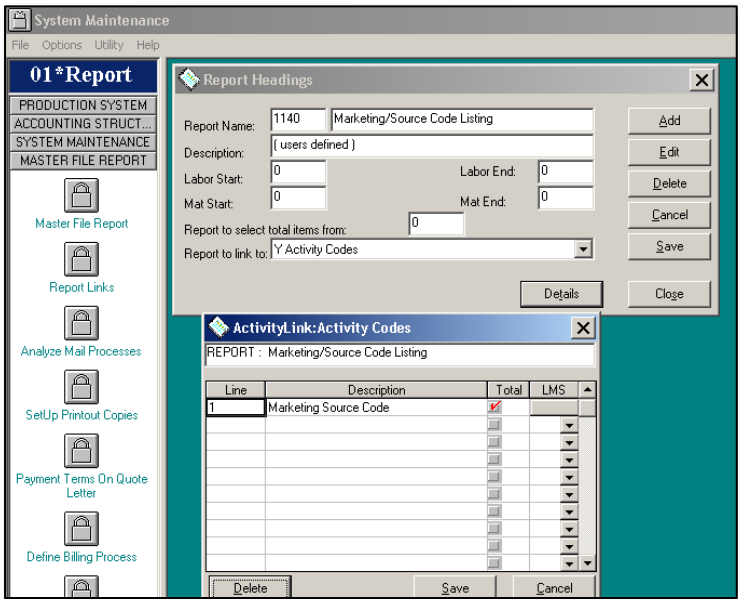 System Maintenance
File Options Utility Help
01*Report
PRODUCTION SYSTEM
ACCOUNTING STRUCT...
SYSTEM MAINTENANCE
MASTER FILE REPORT
Master File Report
Report Links
Analyze Mail Processes
SetUp Printout Copies
Payment Terms On Quote
Letter
Define Billing Process
Report Headings
Report Name: 1140 Marketing/Source Code Listing
Description: ( users defined )
Labor Start: 0 Labor End: 0
Mat Start: 0 Mat End: 0
Report to select total items from: 0
Report to link to: Y Activity Codes
Add
Edit
Delete
Cancel
Save
Details
Close
ActivityLink:Activity Codes
REPORT : Marketing/Source Code Listing
Line Description Total LMS
1 Marketing Source Code
Delete Save Cancel